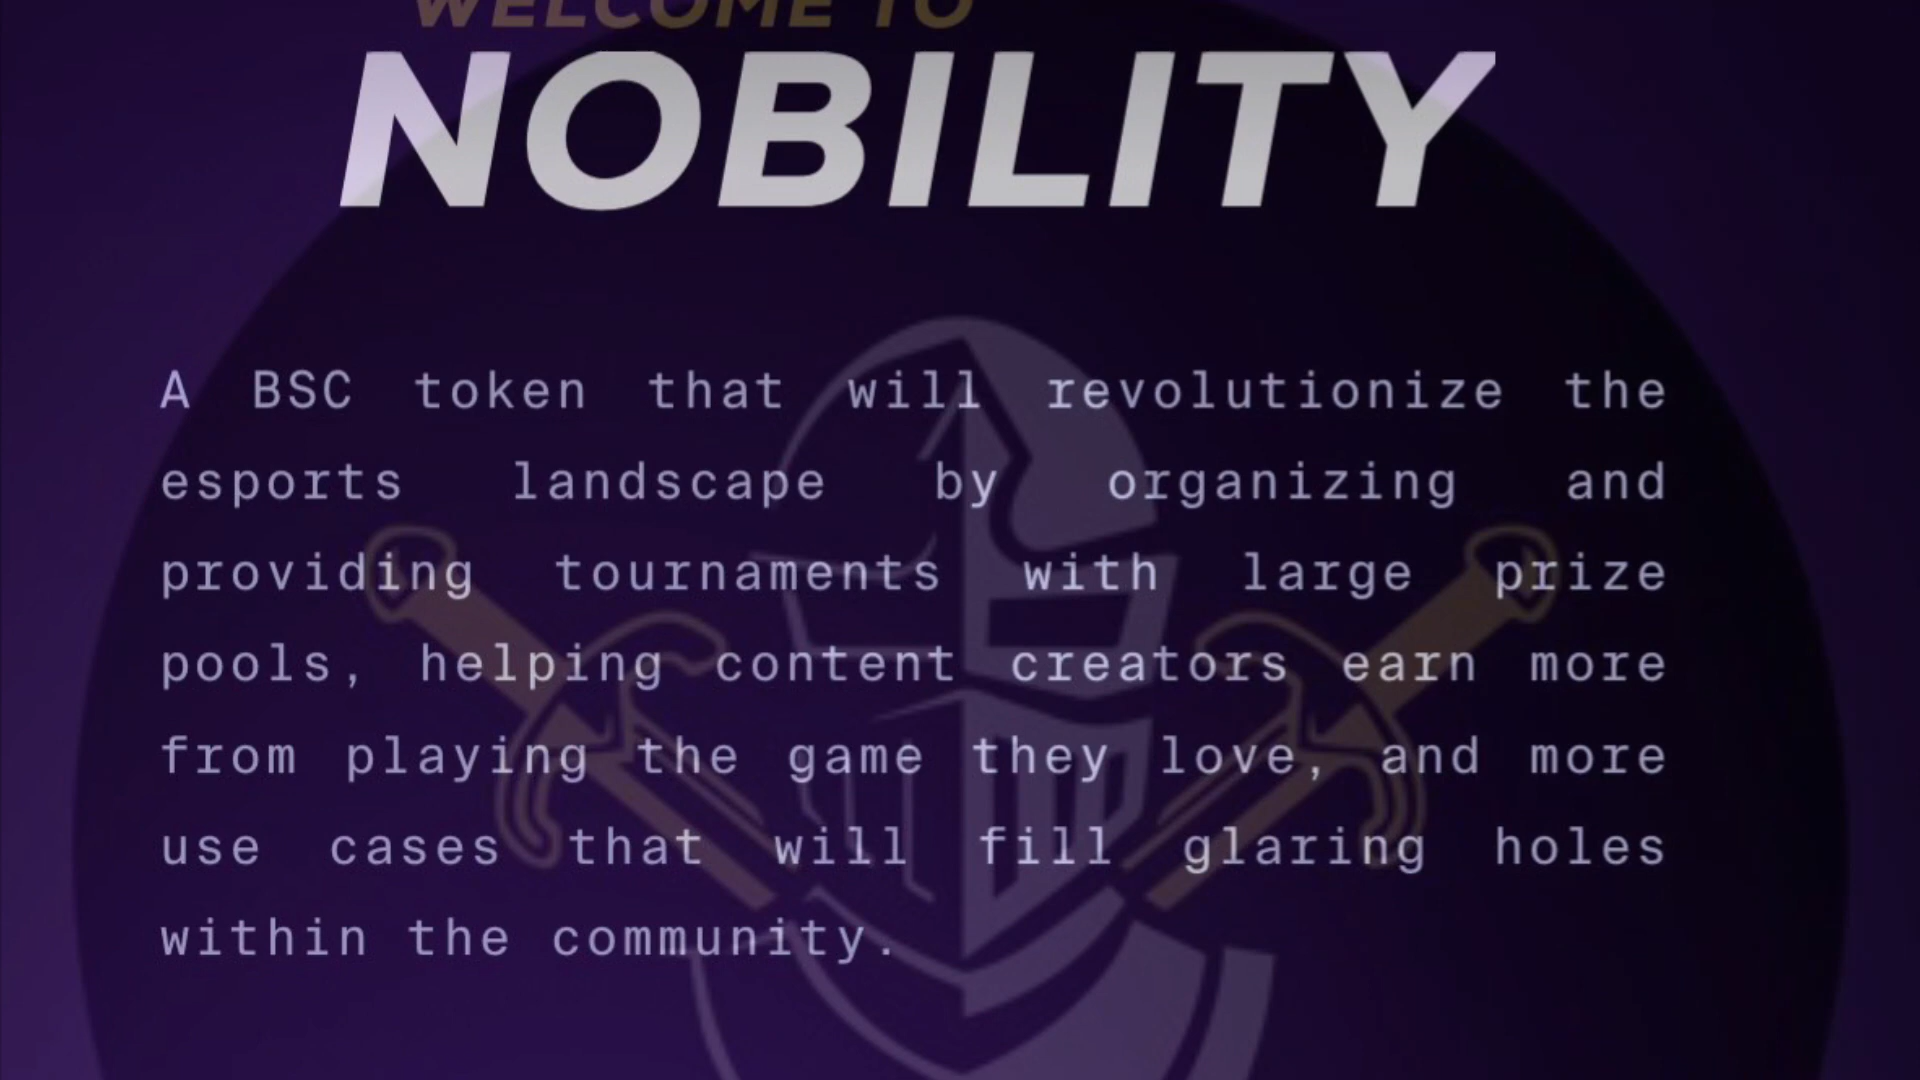 WELCOME TO
NOBILITY
A BSC token that will revolutionize the
esports landscape by organizing and
providing tournaments with large prize
pools, helping content creators earn more
from playing the game they love, and more
use cases that will fill glaring holes
within the community.